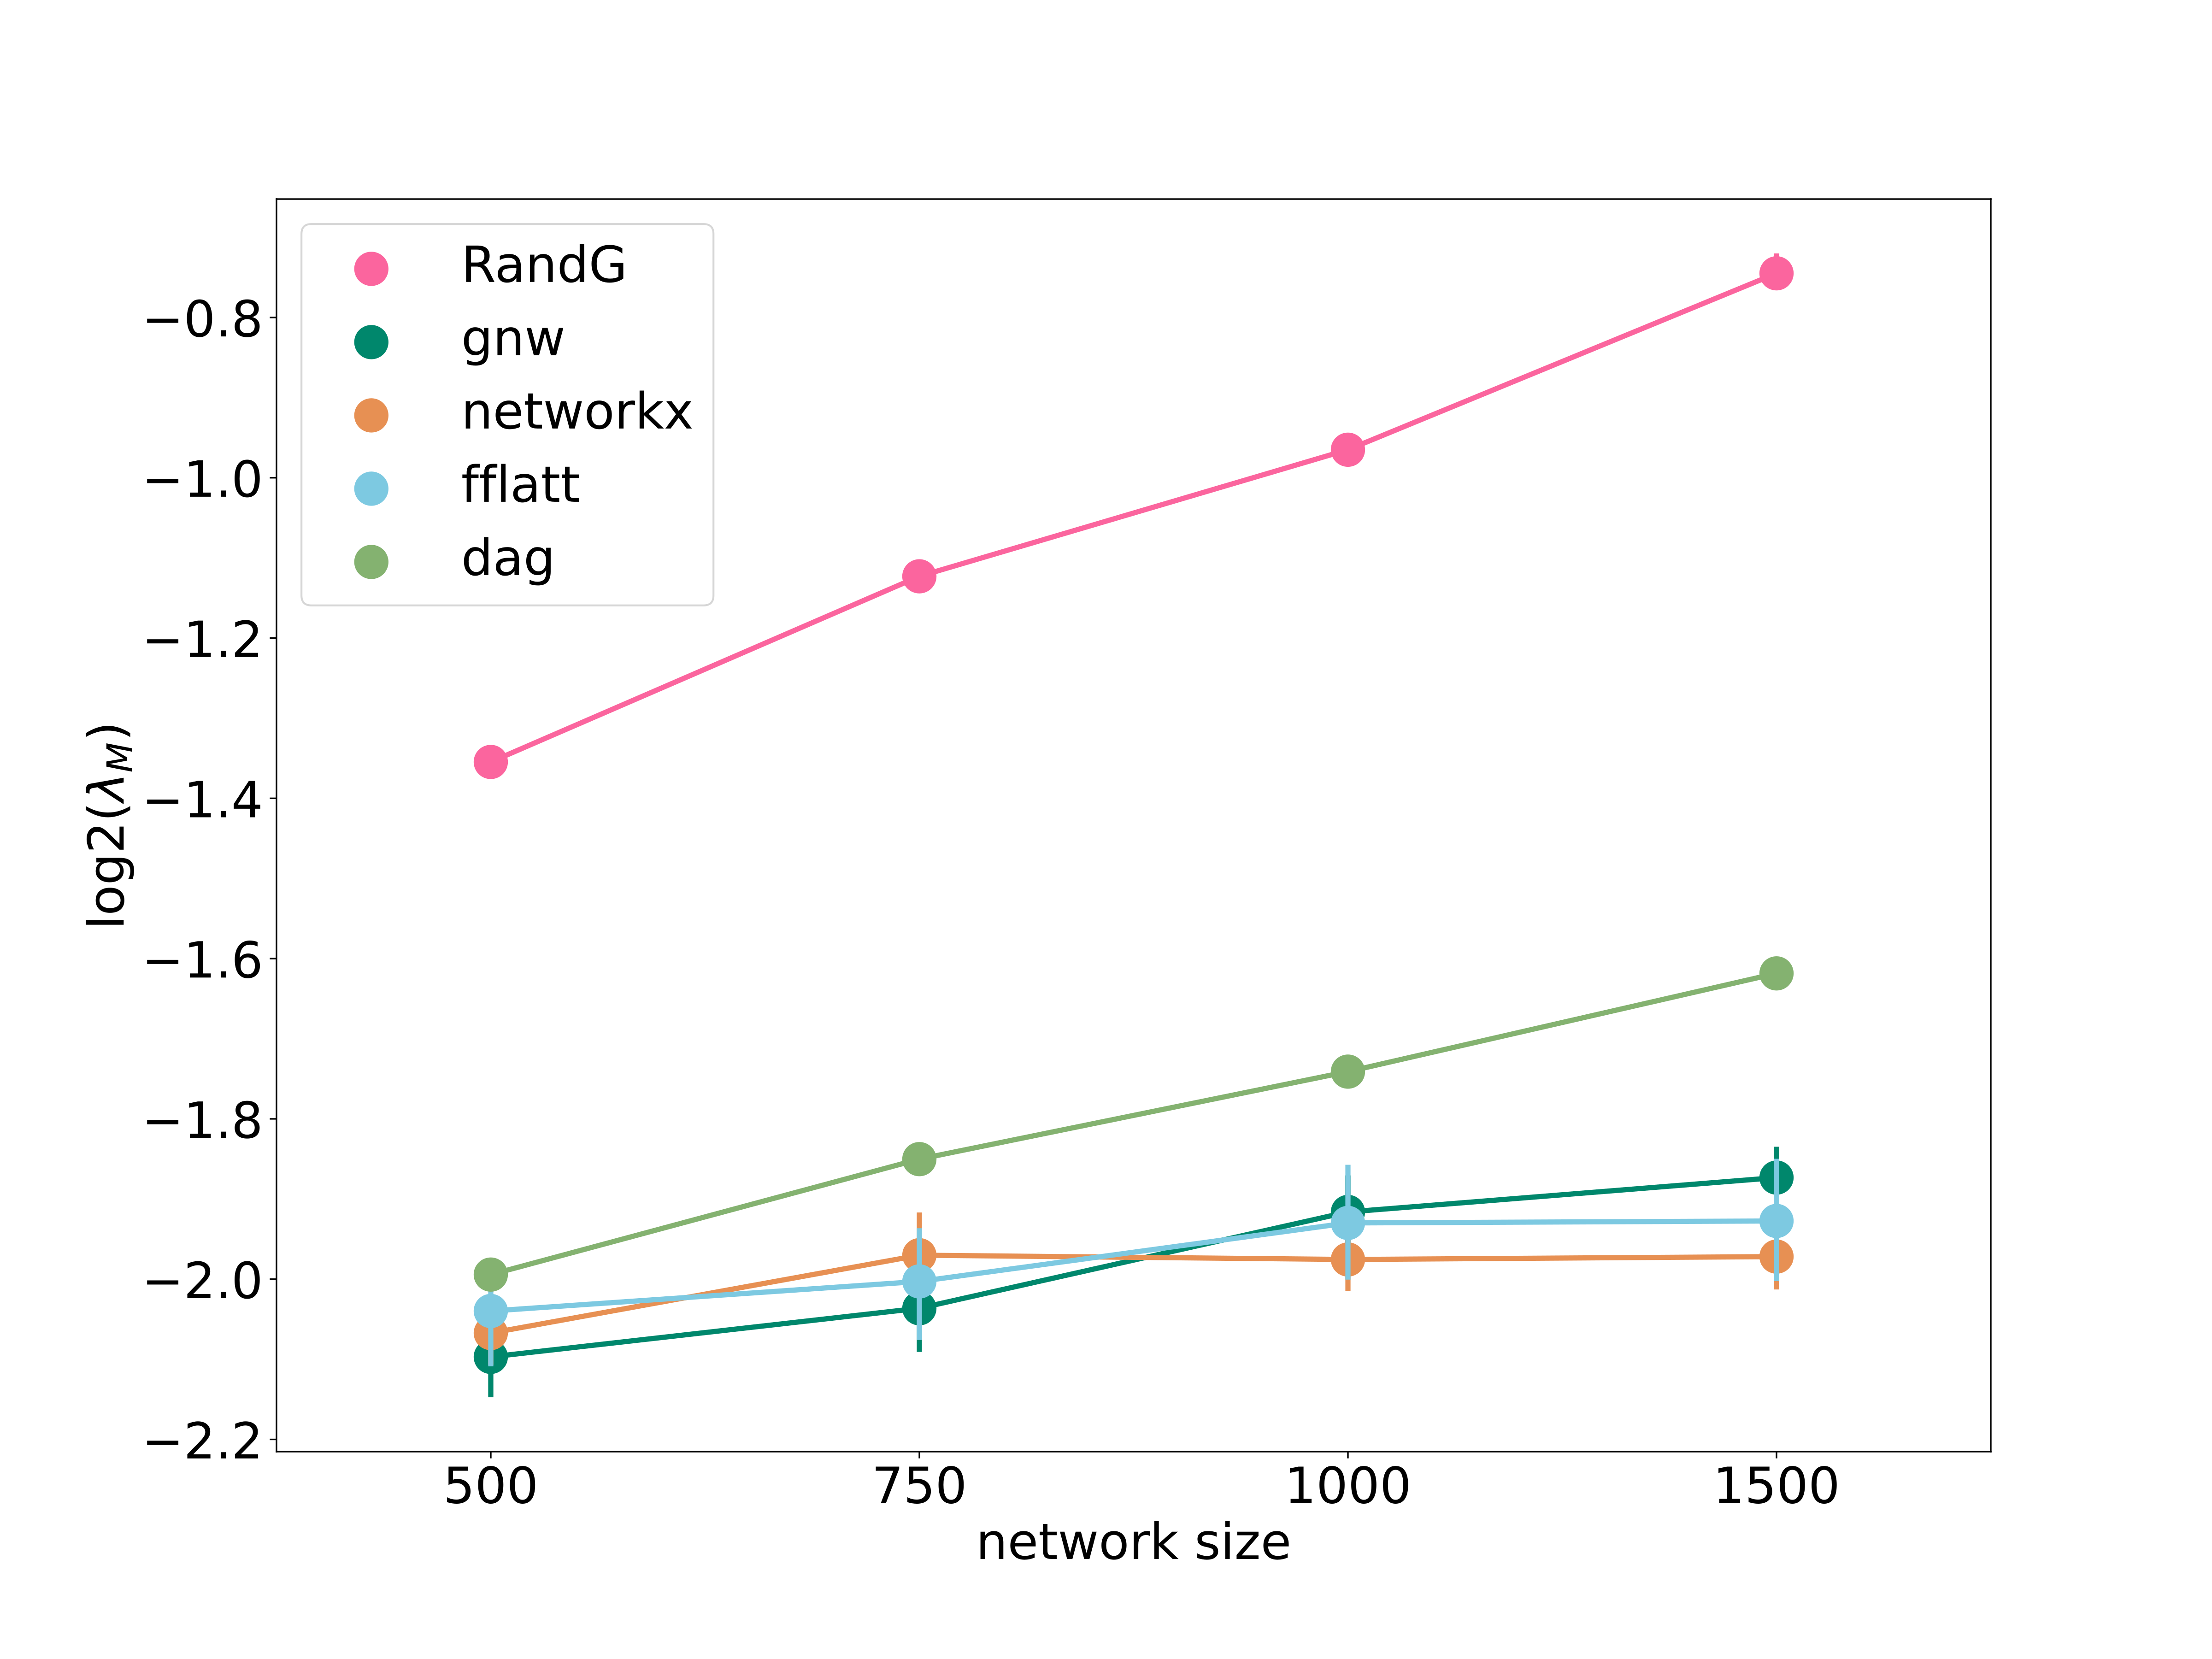 RandG
gnw
networkx
fflatt
dag
−0.8
−1.0
−1.2
−1.4
−1.6
−1.8
−2.0
−2.2
log2(λ_M)
500 750 1000 1500
network size